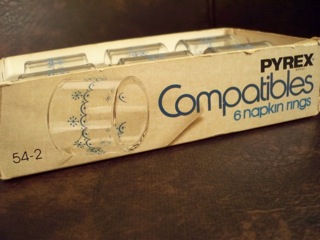 PYREX
Compatibles
6 napkin rings
54-2